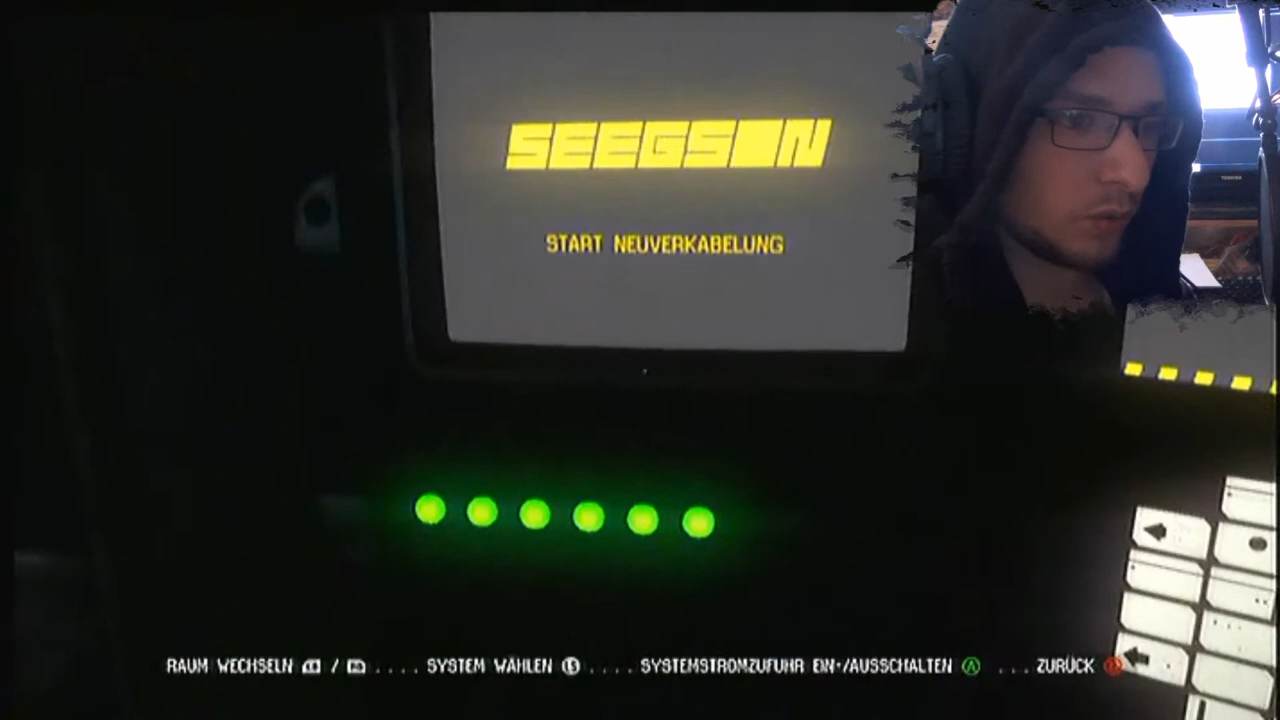 SEEGSON
START NEUVERKABELUNG
RAUM WECHSELN / .... SYSTEM WÄHLEN .... SYSTEMSTROMZUFUHR EIN-/AUSSCHALTEN A ... ZURÜCK